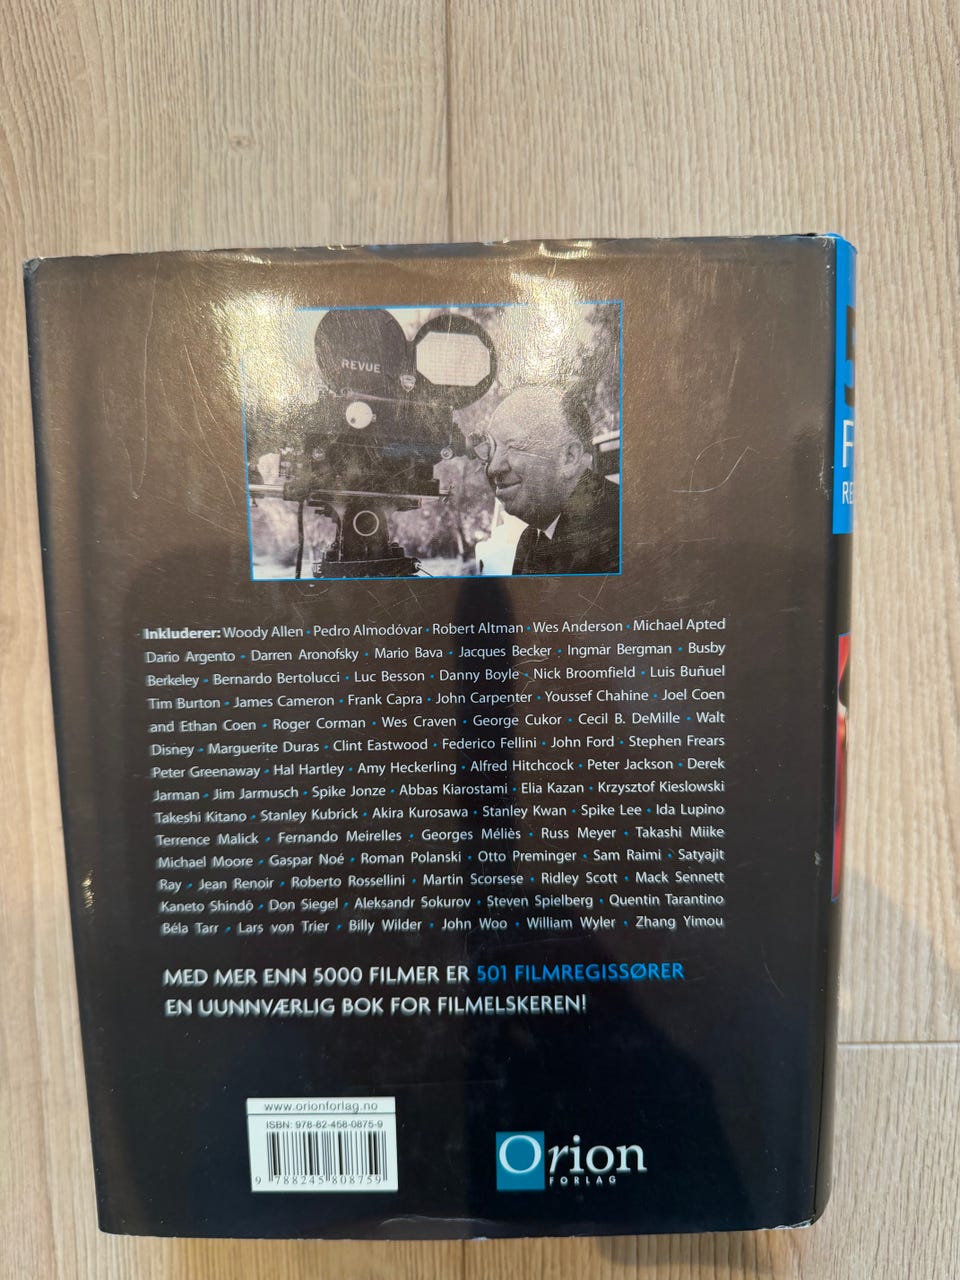 REVUE
Inkluderer: Woody Allen • Pedro Almodóvar • Robert Altman • Wes Anderson • Michael Apted
Dario Argento • Darren Aronofsky • Mario Bava • Jacques Becker • Ingmar Bergman • Busby
Berkeley • Bernardo Bertolucci • Luc Besson • Danny Boyle • Nick Broomfield • Luis Buñuel
Tim Burton • James Cameron • Frank Capra • John Carpenter • Youssef Chahine • Joel Coen
and Ethan Coen • Roger Corman • Wes Craven • George Cukor • Cecil B. DeMille • Walt
Disney • Marguerite Duras • Clint Eastwood • Federico Fellini • John Ford • Stephen Frears
Peter Greenaway • Hal Hartley • Amy Heckerling • Alfred Hitchcock • Peter Jackson • Derek
Jarman • Jim Jarmusch • Spike Jonze • Abbas Kiarostami • Elia Kazan • Krzysztof Kieslowski
Takeshi Kitano • Stanley Kubrick • Akira Kurosawa • Stanley Kwan • Spike Lee • Ida Lupino
Terrence Malick • Fernando Meirelles • Georges Méliès • Russ Meyer • Takashi Miike
Michael Moore • Gaspar Noé • Roman Polanski • Otto Preminger • Sam Raimi • Satyajit
Ray • Jean Renoir • Roberto Rossellini • Martin Scorsese • Ridley Scott • Mack Sennett
Kaneto Shindô • Don Siegel • Aleksandr Sokurov • Steven Spielberg • Quentin Tarantino
Béla Tarr • Lars von Trier • Billy Wilder • John Woo • William Wyler • Zhang Yimou
MED MER ENN 5000 FILMER ER 501 FILMREGISSØRER
EN UUNNVÆRLIG BOK FOR FILMELSKEREN!
www.orionforlag.no
ISBN: 978-82-458-0875-9
9 788245 808759
Orion
FORLAG